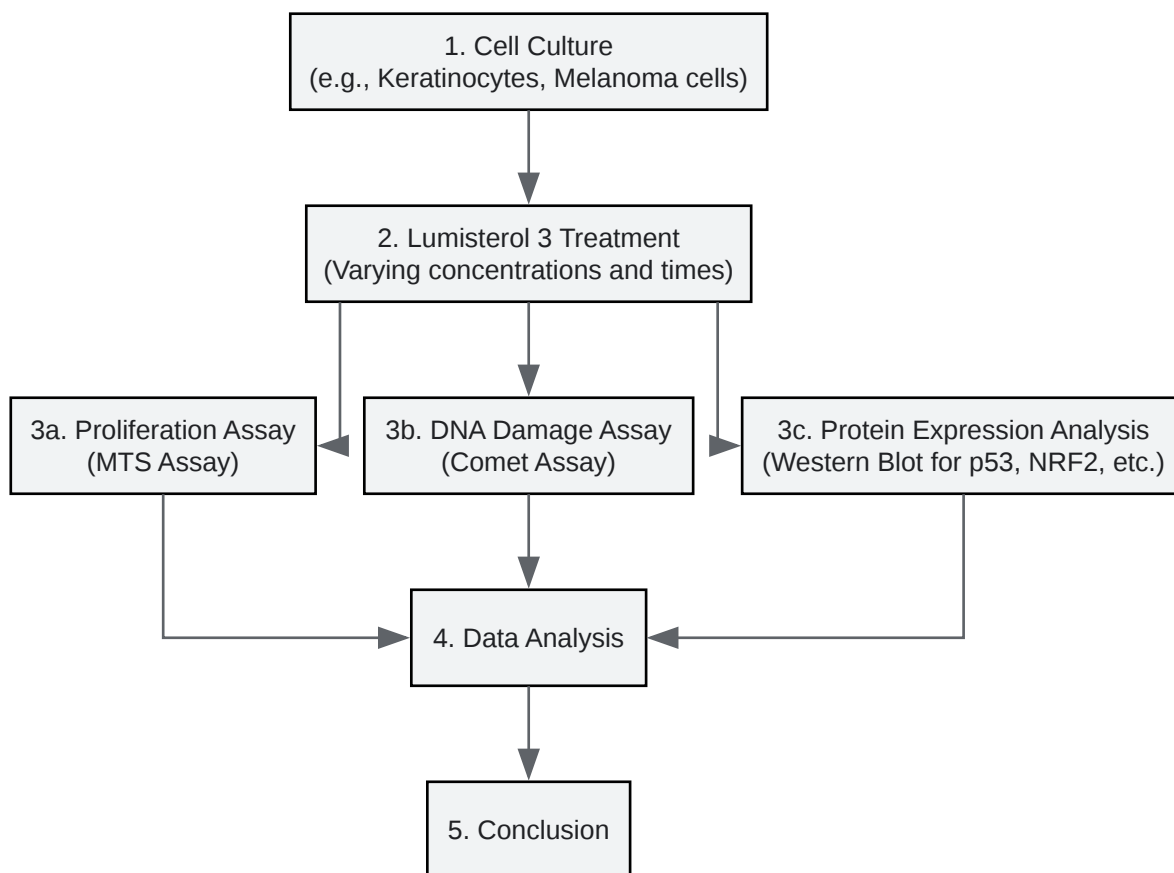 1. Cell Culture
(e.g., Keratinocytes, Melanoma cells)
2. Lumisterol 3 Treatment
(Varying concentrations and times)
3a. Proliferation Assay
(MTS Assay)
3b. DNA Damage Assay
(Comet Assay)
3c. Protein Expression Analysis
(Western Blot for p53, NRF2, etc.)
4. Data Analysis
5. Conclusion